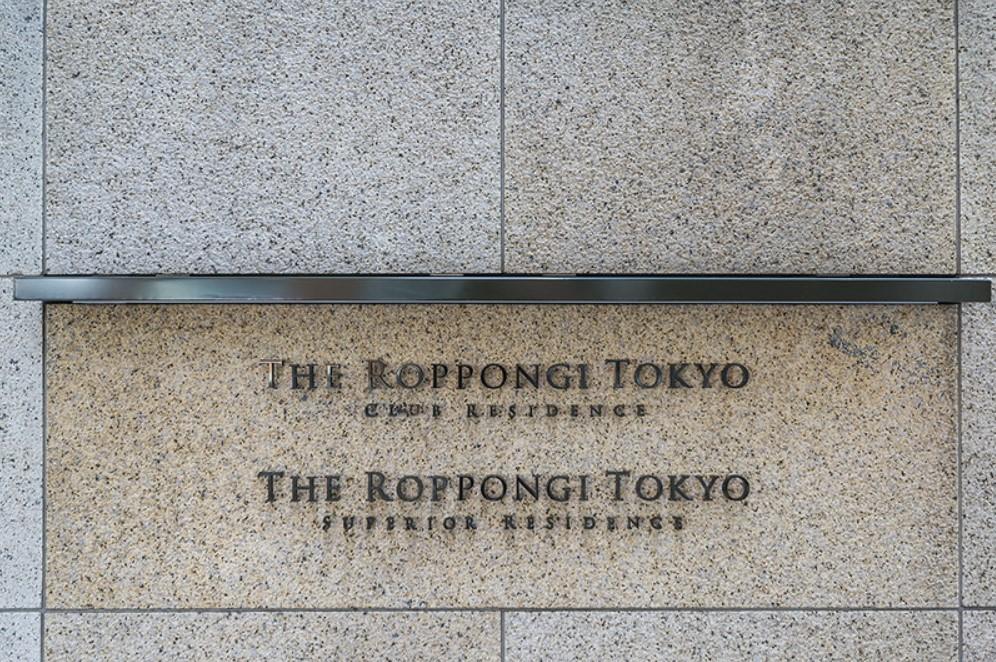 THE ROPPONGI TOKYO
CLUB RESIDENCE
THE ROPPONGI TOKYO
SUPERIOR RESIDENCE